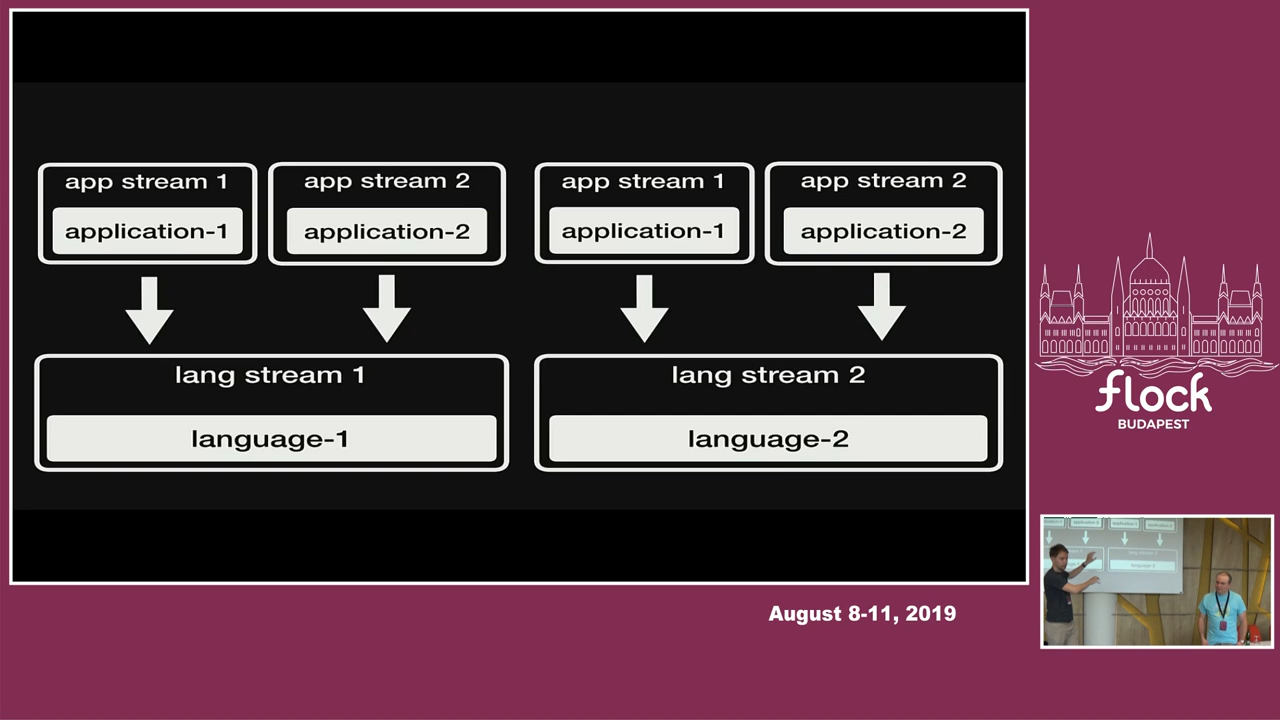 app stream 1
app stream 2
app stream 1
app stream 2
application-1
application-2
application-1
application-2
lang stream 1
lang stream 2
language-1
language-2
flock
BUDAPEST
August 8-11, 2019